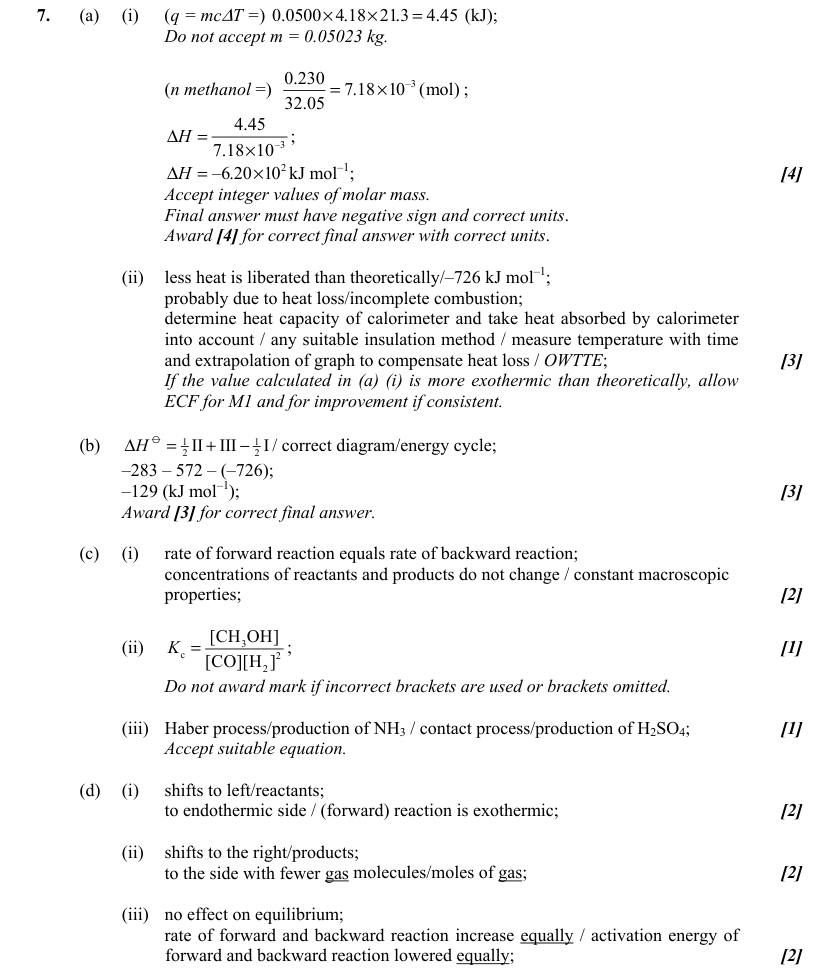 7. (a) (i) (q = mcΔT =) 0.0500×4.18×21.3 = 4.45 (kJ);
Do not accept m = 0.05023 kg.
(n methanol =) 0.230/32.05 = 7.18×10⁻³ (mol);
ΔH = 4.45/7.18×10⁻³;
ΔH = –6.20×10² kJ mol⁻¹; [4]
Accept integer values of molar mass.
Final answer must have negative sign and correct units.
Award [4] for correct final answer with correct units.
(ii) less heat is liberated than theoretically/–726 kJ mol⁻¹;
probably due to heat loss/incomplete combustion;
determine heat capacity of calorimeter and take heat absorbed by calorimeter
into account / any suitable insulation method / measure temperature with time
and extrapolation of graph to compensate heat loss / OWTTE; [3]
If the value calculated in (a) (i) is more exothermic than theoretically, allow
ECF for M1 and for improvement if consistent.
(b) ΔH⊖ = ½II + III – ½I / correct diagram/energy cycle;
–283 – 572 – (–726);
–129 (kJ mol⁻¹); [3]
Award [3] for correct final answer.
(c) (i) rate of forward reaction equals rate of backward reaction;
concentrations of reactants and products do not change / constant macroscopic
properties; [2]
(ii) K_c = [CH₃OH]/[CO][H₂]²; [1]
Do not award mark if incorrect brackets are used or brackets omitted.
(iii) Haber process/production of NH₃ / contact process/production of H₂SO₄; [1]
Accept suitable equation.
(d) (i) shifts to left/reactants;
to endothermic side / (forward) reaction is exothermic; [2]
(ii) shifts to the right/products;
to the side with fewer gas molecules/moles of gas; [2]
(iii) no effect on equilibrium;
rate of forward and backward reaction increase equally / activation energy of
forward and backward reaction lowered equally; [2]